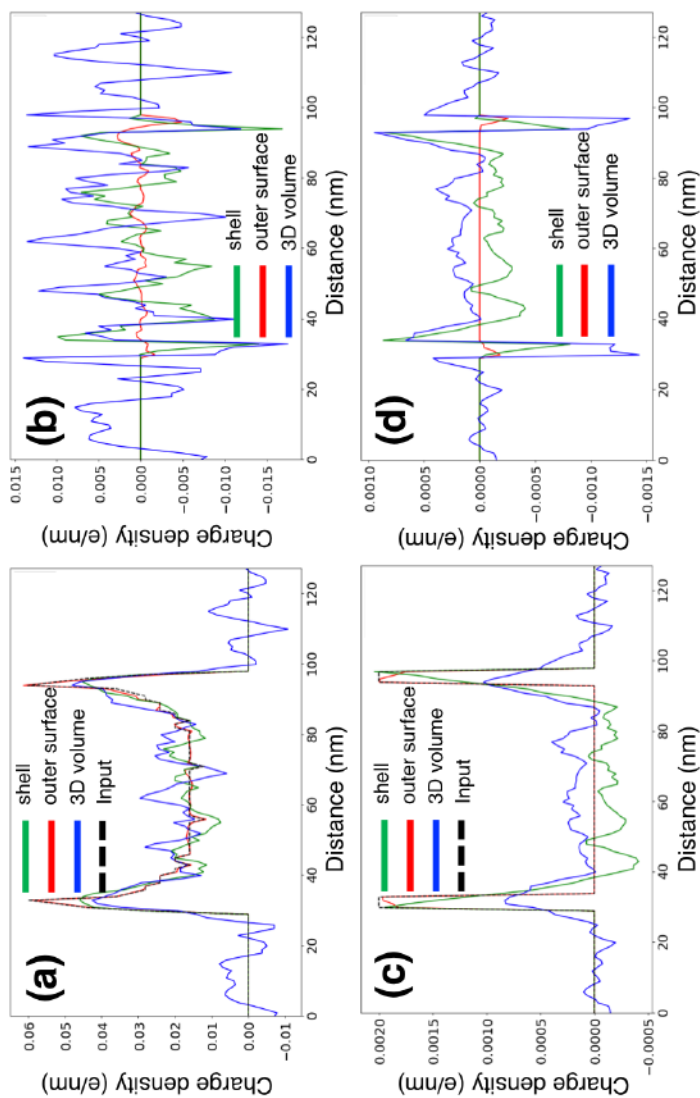 (a)
shell
outer surface
3D volume
Input
Charge density (e/nm)
0.06
0.05
0.04
0.03
0.02
0.01
0.00
−0.01
0 20 40 60 80 100 120
Distance (nm)
(b)
shell
outer surface
3D volume
Charge density (e/nm)
0.015
0.010
0.005
0.000
−0.005
−0.010
−0.015
0 20 40 60 80 100 120
Distance (nm)
(c)
shell
outer surface
3D volume
Input
Charge density (e/nm)
0.0020
0.0015
0.0010
0.0005
0.0000
−0.0005
0 20 40 60 80 100 120
Distance (nm)
(d)
shell
outer surface
3D volume
Charge density (e/nm)
0.0010
0.0005
0.0000
−0.0005
−0.0010
−0.0015
0 20 40 60 80 100 120
Distance (nm)